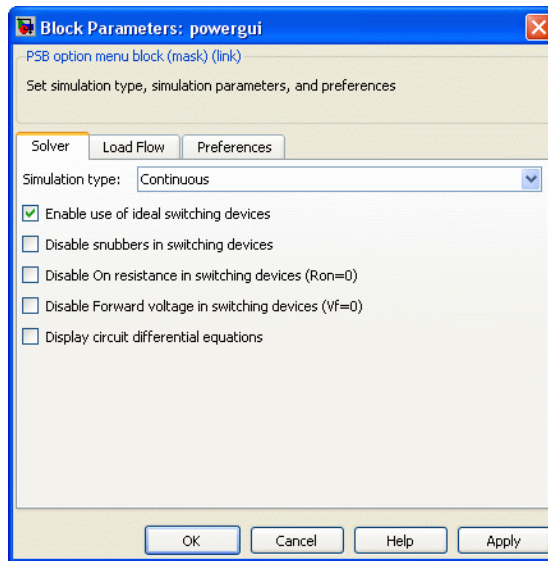 Block Parameters: powergui
PSB option menu block (mask) (link)
Set simulation type, simulation parameters, and preferences
Solver Load Flow Preferences
Simulation type: Continuous
Enable use of ideal switching devices
Disable snubbers in switching devices
Disable On resistance in switching devices (Ron=0)
Disable Forward voltage in switching devices (Vf=0)
Display circuit differential equations
OK Cancel Help Apply